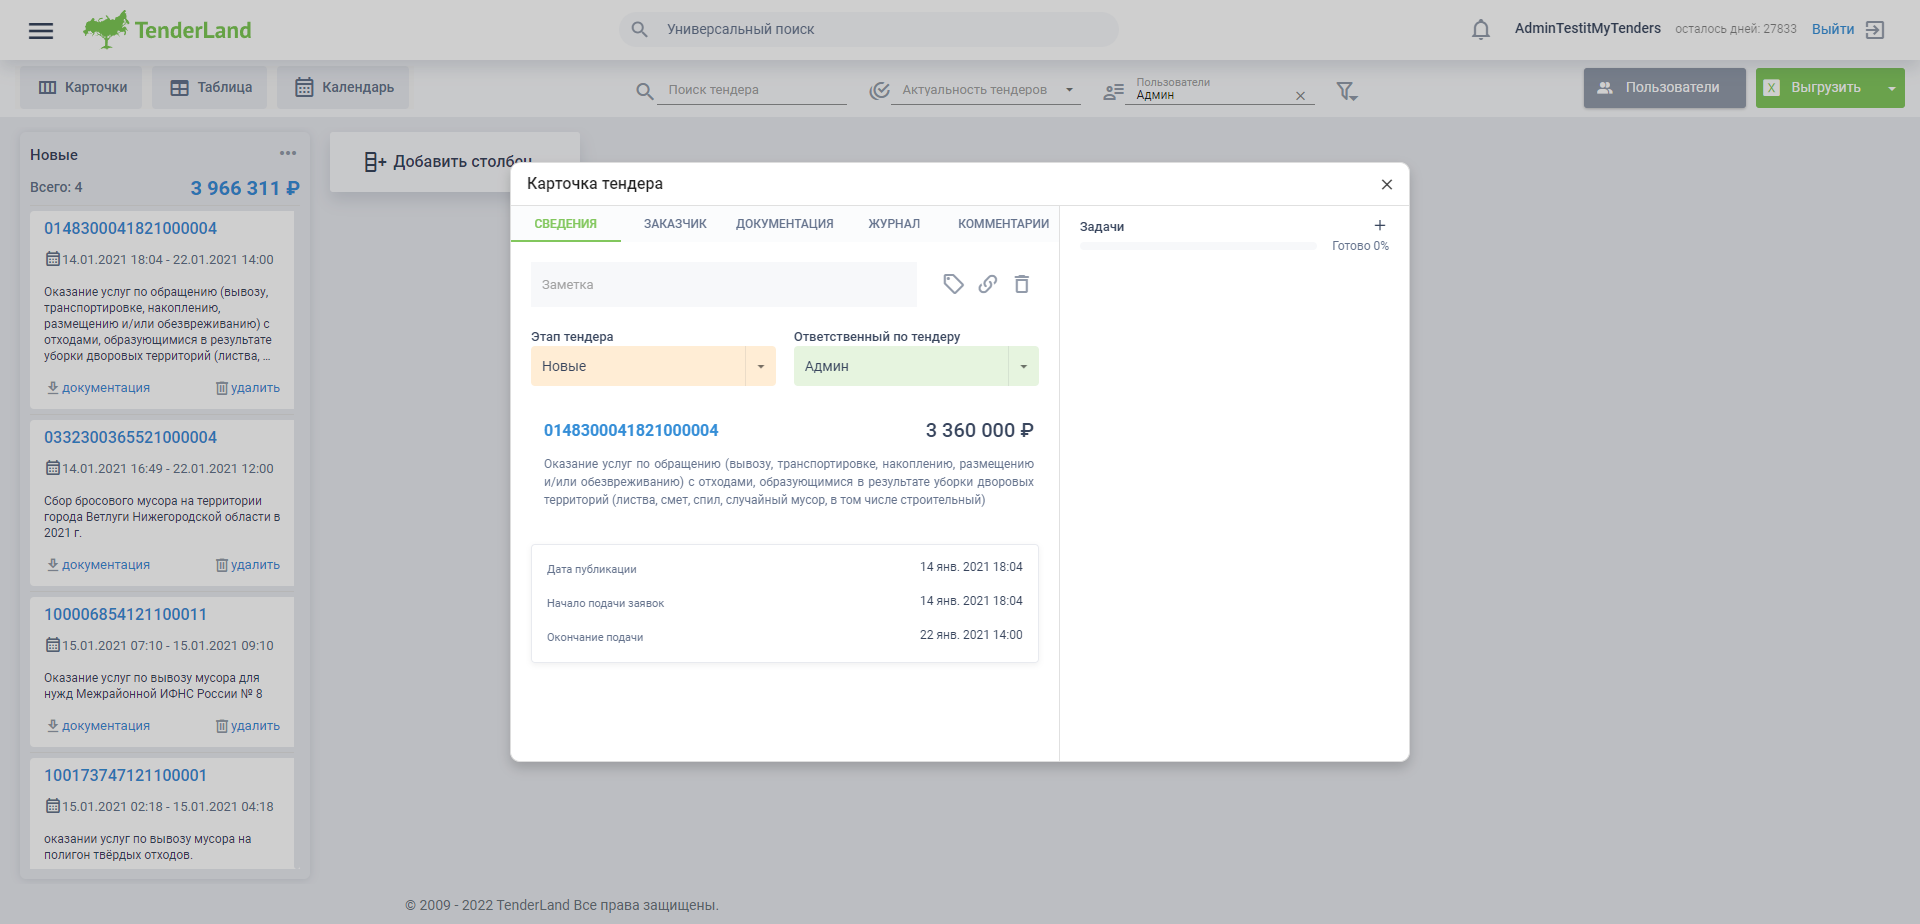 TenderLand
Универсальный поиск
AdminTestitMyTenders
осталось дней: 27833
Выйти
Карточки
Таблица
Календарь
Поиск тендера
Актуальность тендеров
Пользователи
Админ
Пользователи
X
Выгрузить
Новые
Всего: 4
3 966 311 ₽
0148300041821000004
14.01.2021 18:04 - 22.01.2021 14:00
Оказание услуг по обращению (вывозу,
транспортировке, накоплению,
размещению и/или обезвреживанию) с
отходами, образующимися в результате
уборки дворовых территорий (листва, ...
документация
удалить
0332300365521000004
14.01.2021 16:49 - 22.01.2021 12:00
Сбор бросового мусора на территории
города Ветлуги Нижегородской области в
2021 г.
документация
удалить
100006854121100011
15.01.2021 07:10 - 15.01.2021 09:10
Оказание услуг по вывозу мусора для
нужд Межрайонной ИФНС России № 8
документация
удалить
100173747121100001
15.01.2021 02:18 - 15.01.2021 04:18
оказании услуг по вывозу мусора на
полигон твёрдых отходов.
Добавить столбец
Карточка тендера
СВЕДЕНИЯ
ЗАКАЗЧИК
ДОКУМЕНТАЦИЯ
ЖУРНАЛ
КОММЕНТАРИИ
Заметка
Этап тендера
Новые
Ответственный по тендеру
Админ
0148300041821000004
3 360 000 ₽
Оказание услуг по обращению (вывозу, транспортировке, накоплению, размещению
и/или обезвреживанию) с отходами, образующимися в результате уборки дворовых
территорий (листва, смет, спил, случайный мусор, в том числе строительный)
Дата публикации
14 янв. 2021 18:04
Начало подачи заявок
14 янв. 2021 18:04
Окончание подачи
22 янв. 2021 14:00
Задачи
Готово 0%
© 2009 - 2022 TenderLand Все права защищены.